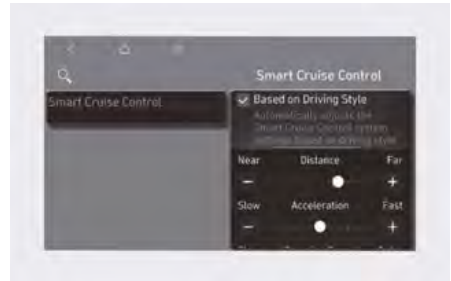 Smart Cruise Control
Smart Cruise Control
Based on Driving Style
Automatically adjusts the
Smart Cruise Control system
settings based on driving style.
Near Distance Far
Slow Acceleration Fast